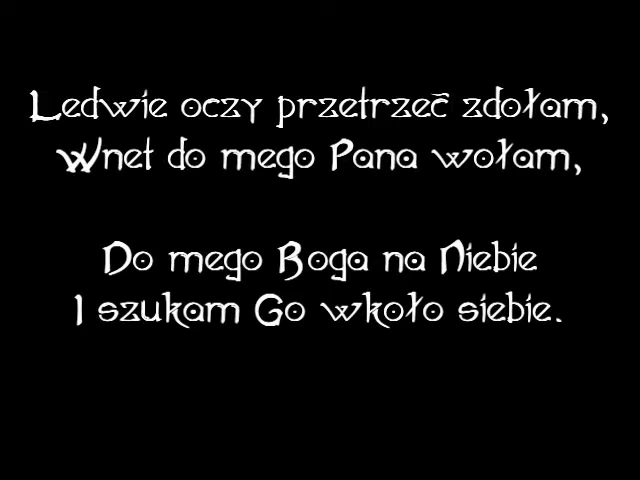 Ledwie oczy przetrzeć zdołam,
Wnet do mego Pana wołam,
Do mego Boga na Niebie
I szukam Go wkoło siebie.